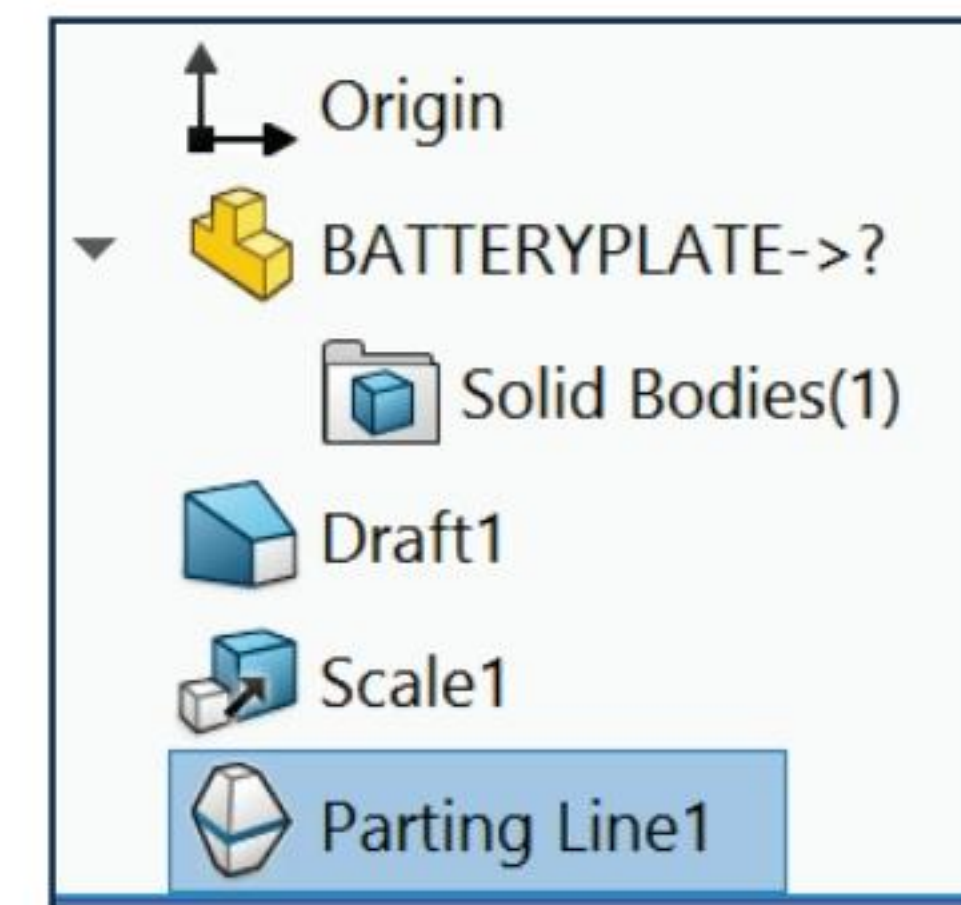 Origin
BATTERYPLATE->?
Solid Bodies(1)
Draft1
Scale1
Parting Line1